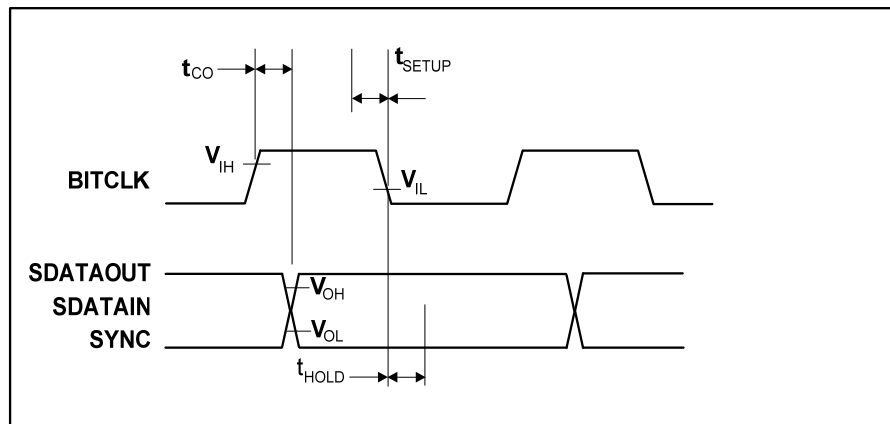 tCO
tSETUP
VIH
BITCLK
VIL
SDATAOUT
VOH
SDATAIN
VOL
SYNC
tHOLD